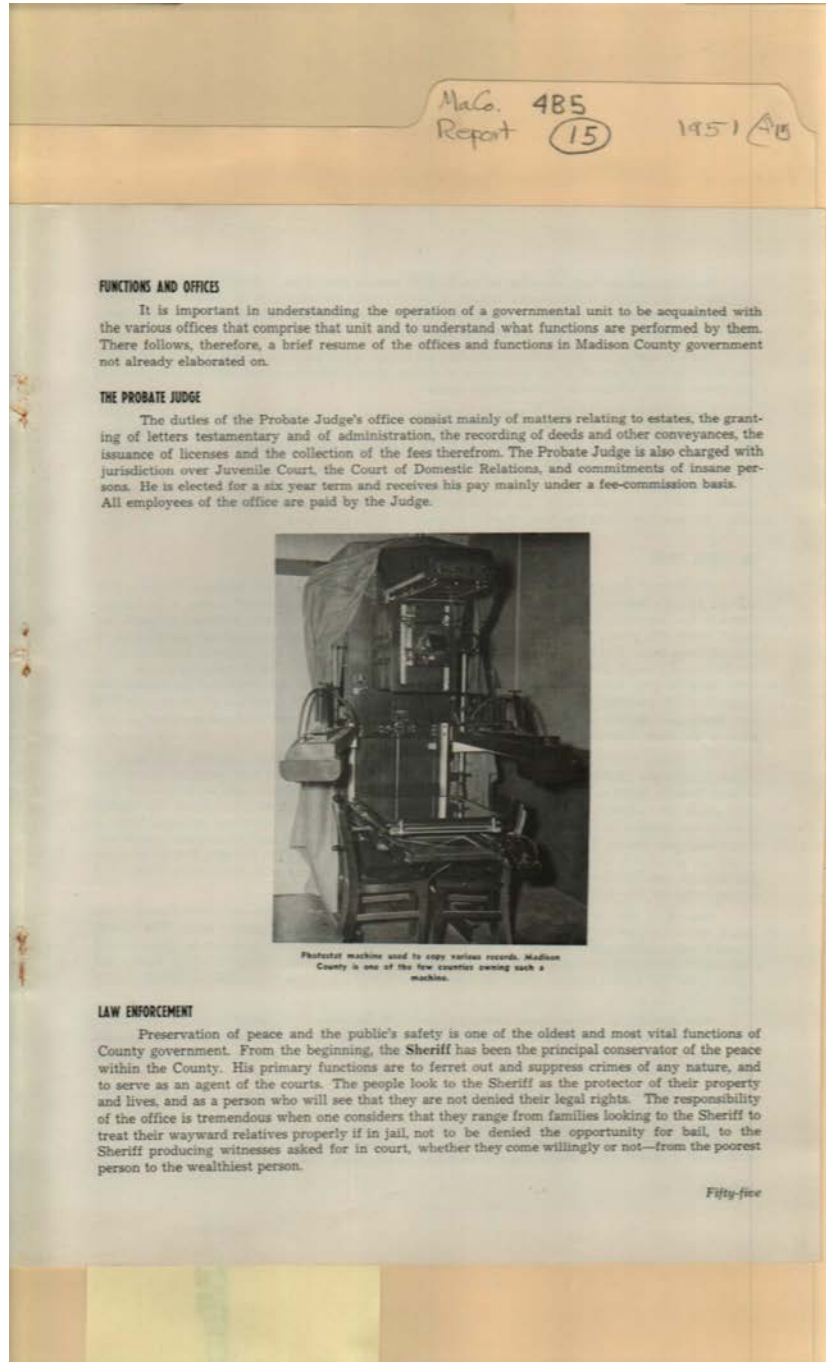 MaCo. 485
Report 15 1951
FUNCTIONS AND OFFICES
It is important in understanding the operation of a governmental unit to be acquainted with
the various offices that comprise that unit and to understand what functions are performed by them.
There follows, therefore, a brief resume of the offices and functions in Madison County government
not already elaborated on.
THE PROBATE JUDGE
The duties of the Probate Judge's office consist mainly of matters relating to estates, the grant-
ing of letters testamentary and of administration, the recording of deeds and other conveyances, the
issuance of licenses and the collection of the fees therefrom. The Probate Judge is also charged with
jurisdiction over Juvenile Court, the Court of Domestic Relations, and commitments of insane per-
sons. He is elected for a six year term and receives his pay mainly under a fee-commission basis.
All employees of the office are paid by the Judge.
Photostat machine used to copy various records. Madison
County is one of the few counties owning such a
machine.
LAW ENFORCEMENT
Preservation of peace and the public's safety is one of the oldest and most vital functions of
County government. From the beginning, the Sheriff has been the principal conservator of the peace
within the County. His primary functions are to ferret out and suppress crimes of any nature, and
to serve as an agent of the courts. The people look to the Sheriff as the protector of their property
and lives, and as a person who will see that they are not denied their legal rights. The responsibility
of the office is tremendous when one considers that they range from families looking to the Sheriff to
treat their wayward relatives properly if in jail, not to be denied the opportunity for bail, to the
Sheriff producing witnesses asked for in court, whether they come willingly or not—from the poorest
person to the wealthiest person.
Fifty-five